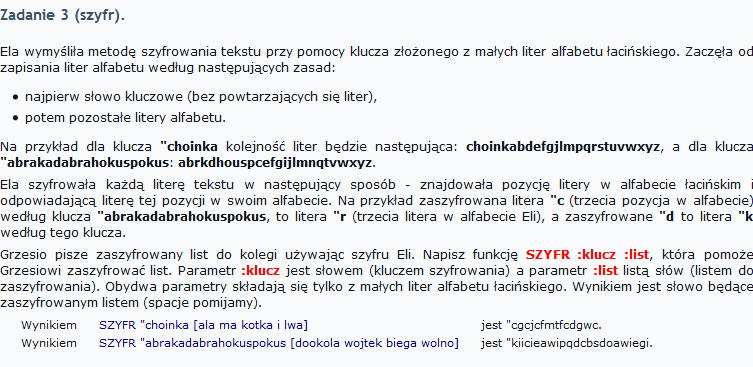 Zadanie 3 (szyfr).
Ela wymyśliła metodę szyfrowania tekstu przy pomocy klucza złożonego z małych liter alfabetu łacińskiego. Zaczęła od
zapisania liter alfabetu według następujących zasad:
• najpierw słowo kluczowe (bez powtarzających się liter),
• potem pozostałe litery alfabetu.
Na przykład dla klucza "choinka kolejność liter będzie następująca: choinkabdefgjlmpqrstuvwxyz, a dla klucza
"abrakadabrahokuspokus: abrkdhouspcefgijlmnqtvwxyz.
Ela szyfrowała każdą literę tekstu w następujący sposób - znajdowała pozycję litery w alfabecie łacińskim i
odpowiadającą literę tej pozycji w swoim alfabecie. Na przykład zaszyfrowana litera "c (trzecia pozycja w alfabecie)
według klucza "abrakadabrahokuspokus, to litera "r (trzecia litera w alfabecie Eli), a zaszyfrowane "d to litera "k
według tego klucza.
Grzesio pisze zaszyfrowany list do kolegi używając szyfru Eli. Napisz funkcję SZYFR :klucz :list, która pomoże
Grzesiowi zaszyfrować list. Parametr :klucz jest słowem (kluczem szyfrowania) a parametr :list listą słów (listem do
zaszyfrowania). Obydwa parametry składają się tylko z małych liter alfabetu łacińskiego. Wynikiem jest słowo będące
zaszyfrowanym listem (spacje pomijamy).
Wynikiem SZYFR "choinka [ala ma kotka i lwa] jest "cgcjcfmtfcdgwc.
Wynikiem SZYFR "abrakadabrahokuspokus [dookola wojtek biega wolno] jest "kiicieawipqdcbsdoawiegi.